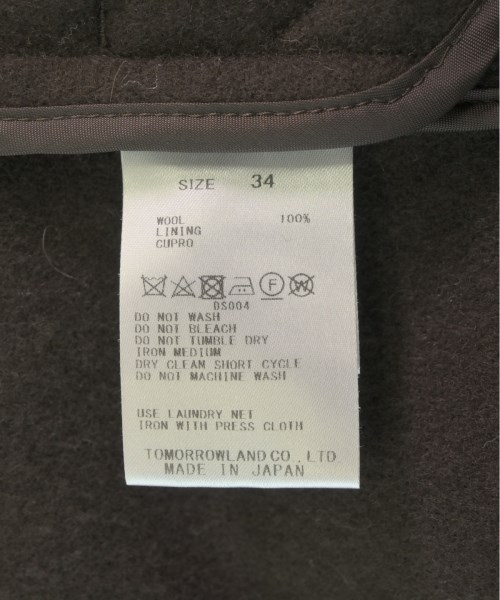 SIZE 34
WOOL 100%
LINING
CUPRO
F W
DS004
DO NOT WASH
DO NOT BLEACH
DO NOT TUMBLE DRY
IRON MEDIUM
DRY CLEAN SHORT CYCLE
DO NOT MACHINE WASH
USE LAUNDRY NET
IRON WITH PRESS CLOTH
TOMORROWLAND CO., LTD
MADE IN JAPAN